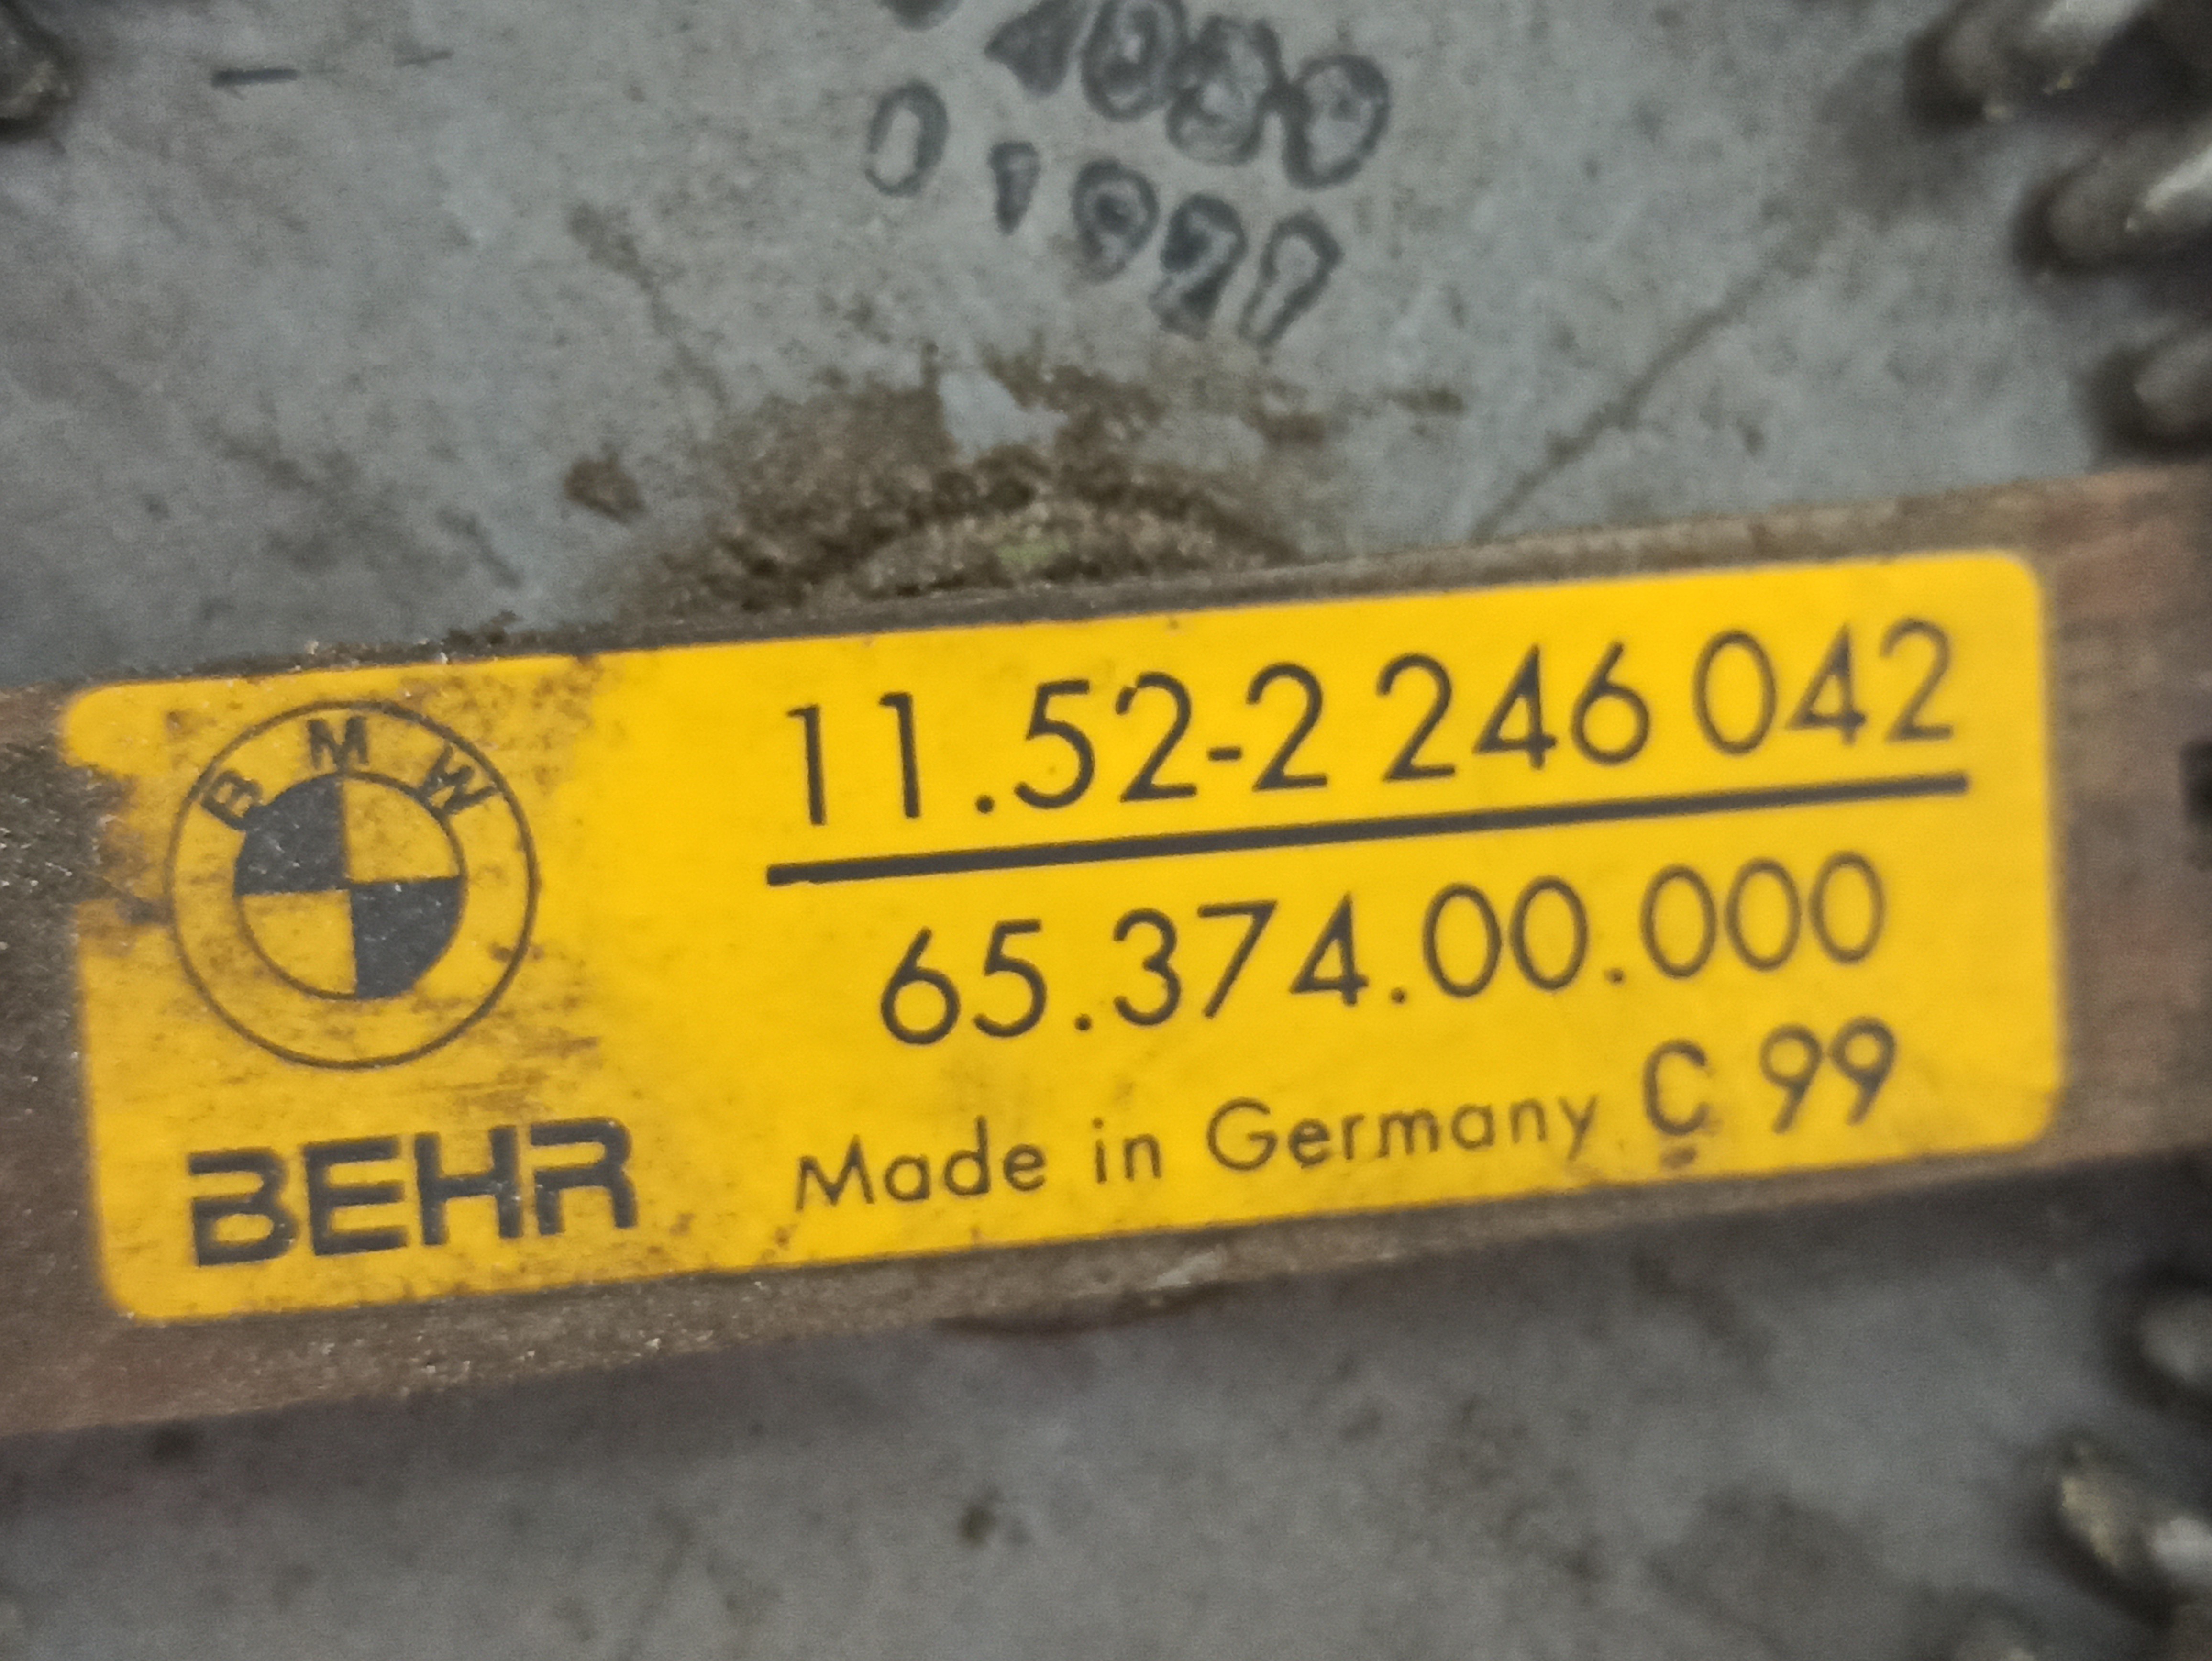 BMW
BEHR
11.52-2 246 042
65.374.00.000
Made in Germany C 99